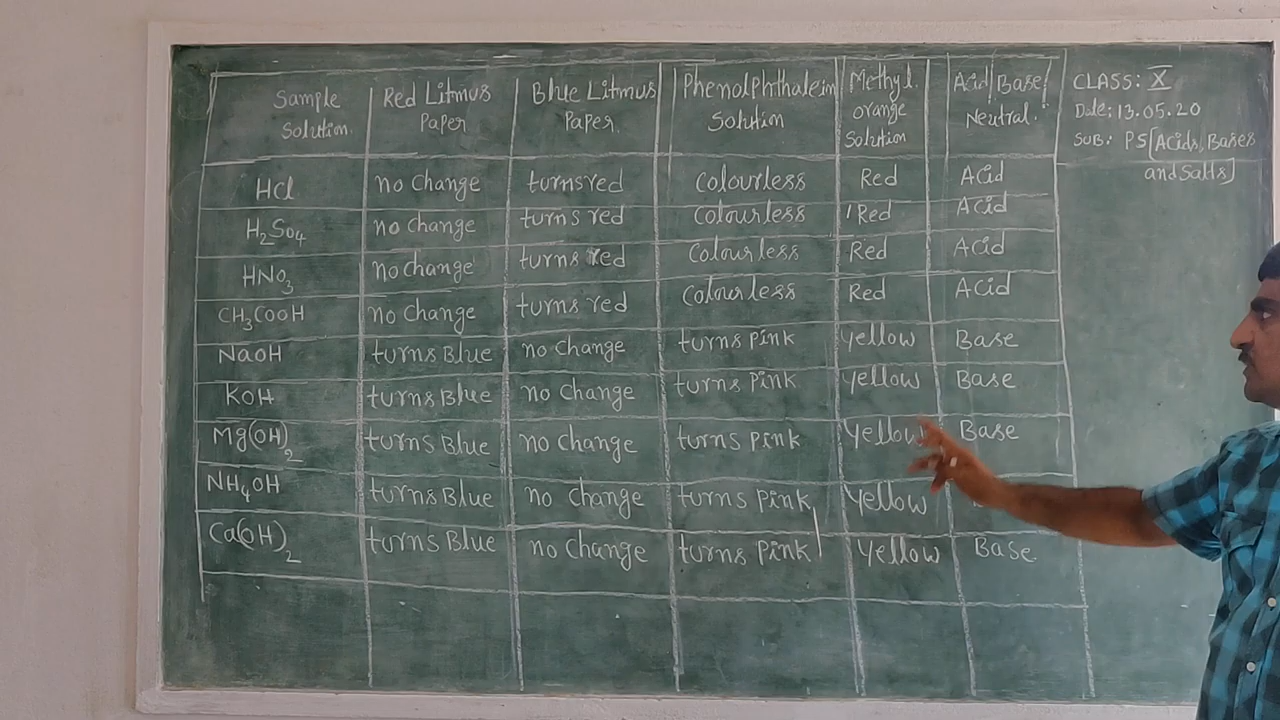 Sample Solution. Red Litmus Paper Blue Litmus Paper. Phenolphthalein Solution Methyl. orange Solution Acid/Base/ Neutral.
HCl no change turns red Colourless Red Acid
H2SO4 no change turns red Colourless Red Acid
HNO3 no change turns red Colourless Red Acid
CH3COOH no change turns red Colourless Red Acid
NaOH turns Blue no change turns Pink yellow Base
KOH turns Blue no change turns Pink yellow Base
Mg(OH)2 turns Blue no change turns Pink yellow Base
NH4OH turns Blue no change turns Pink yellow
Ca(OH)2 turns Blue no change turns Pink yellow Base
CLASS: X
Date: 13.05.20
SUB: PS[Acids, Bases
and Salts]